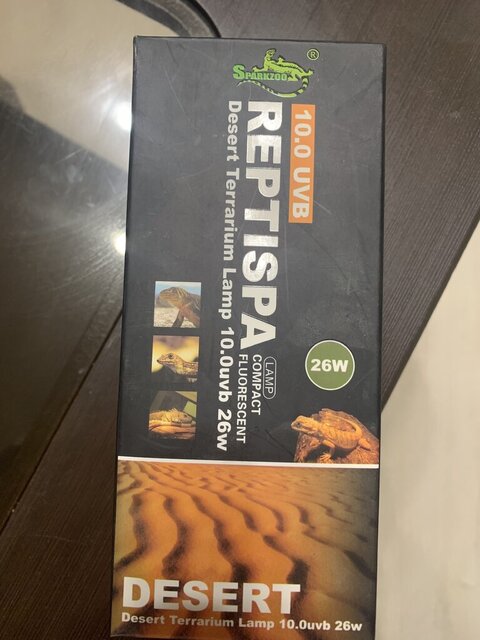 SPARKZOO
®
10.0 UVB
REPTISPA
LAMP
COMPACT
FLUORESCENT
Desert Terrarium Lamp 10.0uvb 26w
26W
DESERT
Desert Terrarium Lamp 10.0uvb 26w